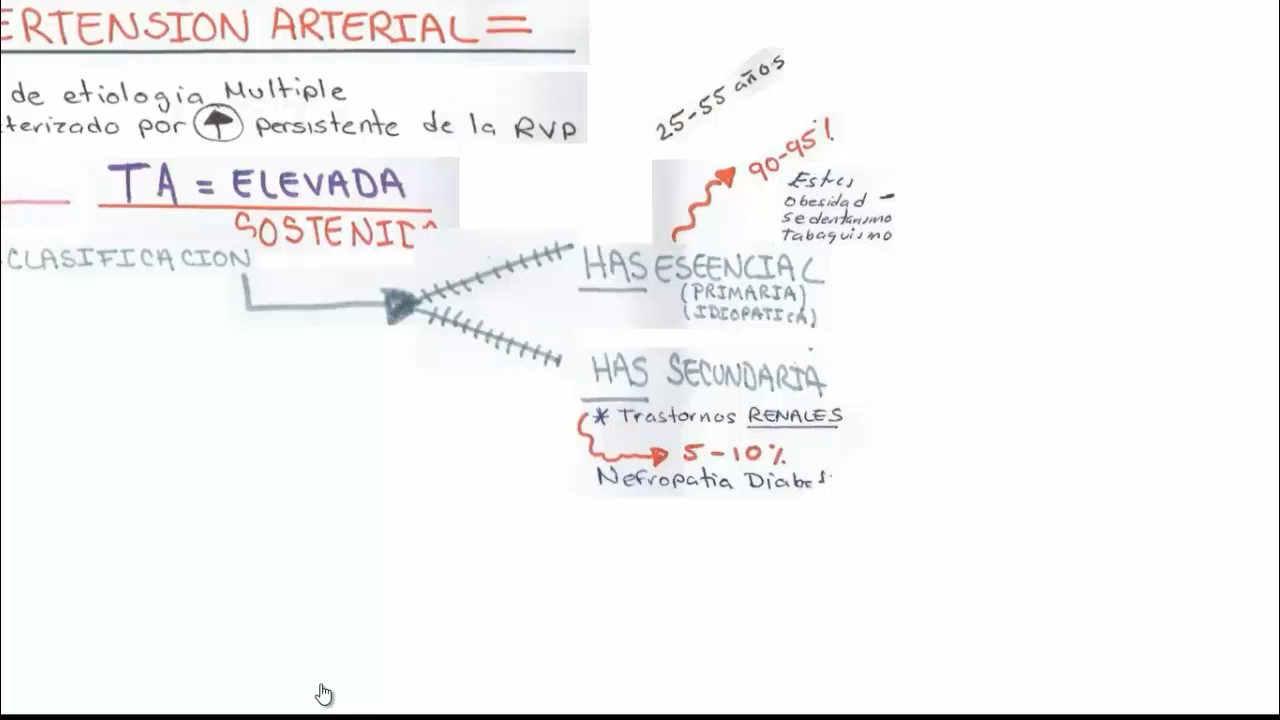 ERTENSION ARTERIAL =
de etiologia Multiple
terizado por ↑ persistente de la RVP
TA = ELEVADA
SOSTENID
CLASIFICACION
25-55 años
90-95%
Estres
obesidad -
sedentarismo
tabaquismo
HAS ESEENCIAL
(PRIMARIA)
(IDIOPATICA)
HAS SECUNDARIA
* Trastornos RENALES
5-10%
Nefropatia Diabet